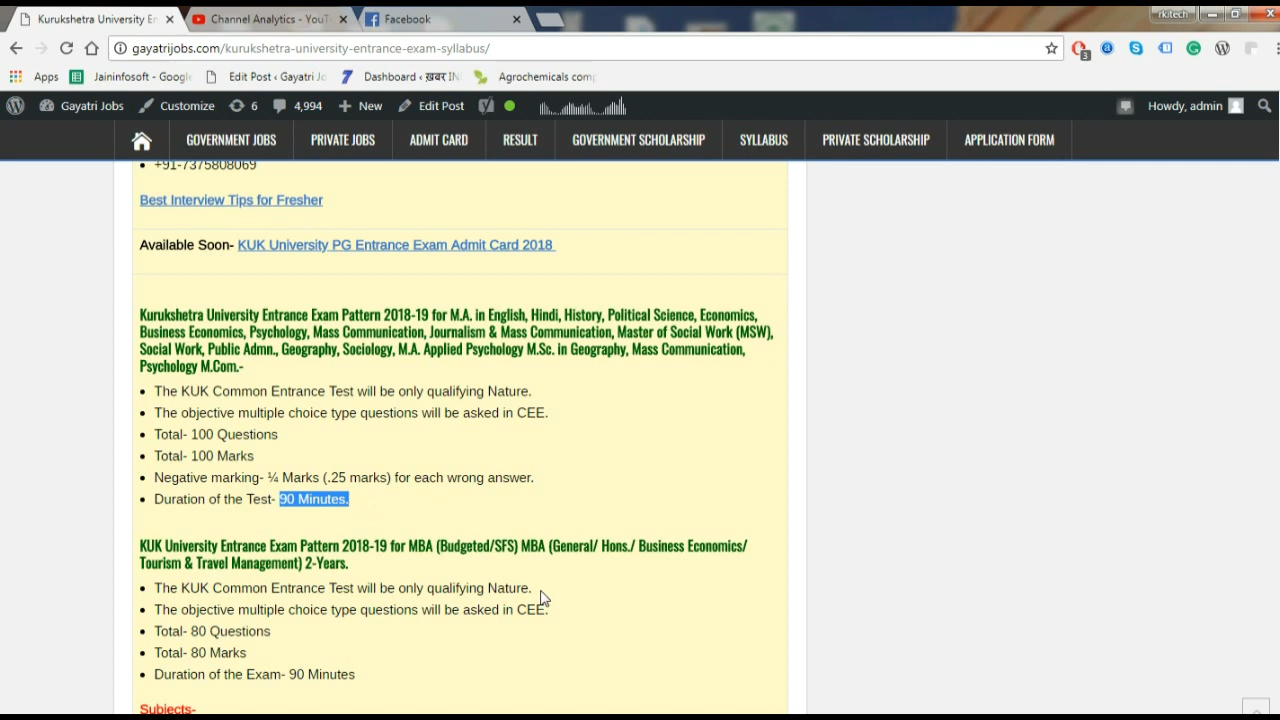 Kurukshetra University En
Channel Analytics - YouT
Facebook
rkitech
gayatrijobs.com/kurukshetra-university-entrance-exam-syllabus/
3
Apps
Jaininfosoft - Google
Edit Post ‹ Gayatri Jo
Dashboard ‹ ख़बर IN
Agrochemicals com
Gayatri Jobs
Customize
6
4,994
New
Edit Post
Howdy, admin
GOVERNMENT JOBS
PRIVATE JOBS
ADMIT CARD
RESULT
GOVERNMENT SCHOLARSHIP
SYLLABUS
PRIVATE SCHOLARSHIP
APPLICATION FORM
+91-7375808069
Best Interview Tips for Fresher
Available Soon- KUK University PG Entrance Exam Admit Card 2018
Kurukshetra University Entrance Exam Pattern 2018-19 for M.A. in English, Hindi, History, Political Science, Economics,
Business Economics, Psychology, Mass Communication, Journalism & Mass Communication, Master of Social Work (MSW),
Social Work, Public Admn., Geography, Sociology, M.A. Applied Psychology M.Sc. in Geography, Mass Communication,
Psychology M.Com.-
The KUK Common Entrance Test will be only qualifying Nature.
The objective multiple choice type questions will be asked in CEE.
Total- 100 Questions
Total- 100 Marks
Negative marking- ¼ Marks (.25 marks) for each wrong answer.
Duration of the Test- 90 Minutes.
KUK University Entrance Exam Pattern 2018-19 for MBA (Budgeted/SFS) MBA (General/ Hons./ Business Economics/
Tourism & Travel Management) 2-Years.
The KUK Common Entrance Test will be only qualifying Nature.
The objective multiple choice type questions will be asked in CEE.
Total- 80 Questions
Total- 80 Marks
Duration of the Exam- 90 Minutes
Subjects-